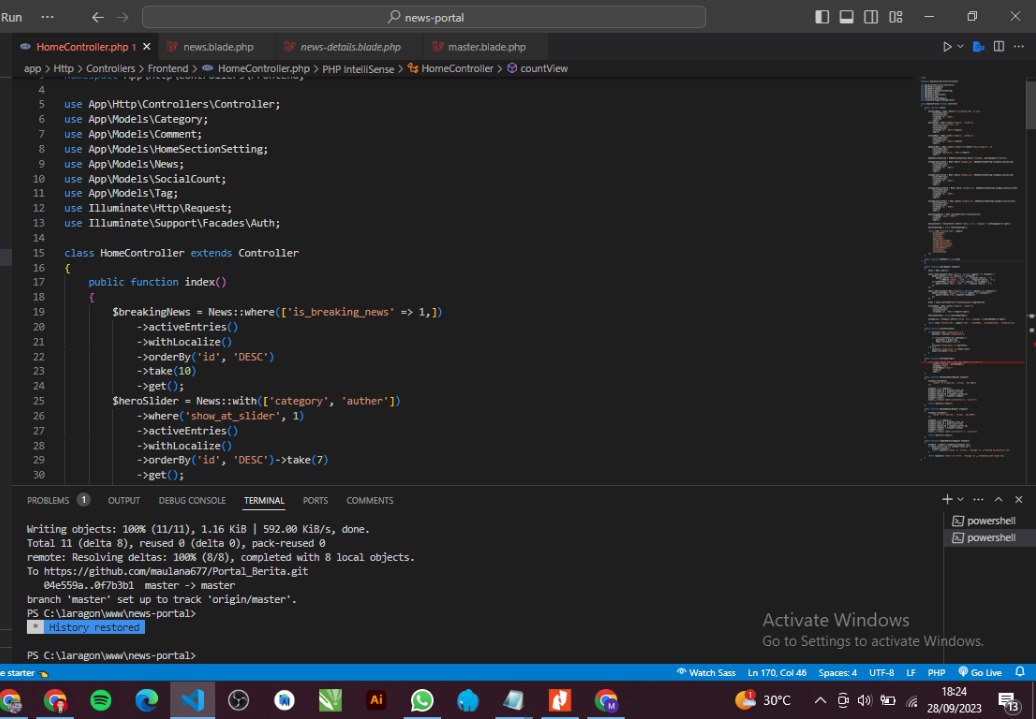 Run ··· news-portal
HomeController.php 1 news.blade.php news-details.blade.php master.blade.php
app > Http > Controllers > Frontend > HomeController.php > PHP IntelliSense > HomeController > countView
4
5 use App\Http\Controllers\Controller;
6 use App\Models\Category;
7 use App\Models\Comment;
8 use App\Models\HomeSectionSetting;
9 use App\Models\News;
10 use App\Models\SocialCount;
11 use App\Models\Tag;
12 use Illuminate\Http\Request;
13 use Illuminate\Support\Facades\Auth;
14
15 class HomeController extends Controller
16 {
17 public function index()
18 {
19 $breakingNews = News::where(['is_breaking_news' => 1,])
20 ->activeEntries()
21 ->withLocalize()
22 ->orderBy('id', 'DESC')
23 ->take(10)
24 ->get();
25 $heroSlider = News::with(['category', 'auther'])
26 ->where('show_at_slider', 1)
27 ->activeEntries()
28 ->withLocalize()
29 ->orderBy('id', 'DESC')->take(7)
30 ->get();
PROBLEMS 1 OUTPUT DEBUG CONSOLE TERMINAL PORTS COMMENTS
Writing objects: 100% (11/11), 1.16 KiB | 592.00 KiB/s, done.
Total 11 (delta 8), reused 0 (delta 0), pack-reused 0
remote: Resolving deltas: 100% (8/8), completed with 8 local objects.
To https://github.com/maulana677/Portal_Berita.git
04e559a..0f7b3b1 master -> master
branch 'master' set up to track 'origin/master'.
PS C:\laragon\www\news-portal>
* History restored
PS C:\laragon\www\news-portal>
powershell
powershell
Activate Windows
Go to Settings to activate Windows.
e starter Watch Sass Ln 170, Col 46 Spaces: 4 UTF-8 LF PHP Go Live
Ai 1 M 30°C 18:24
28/09/2023 13